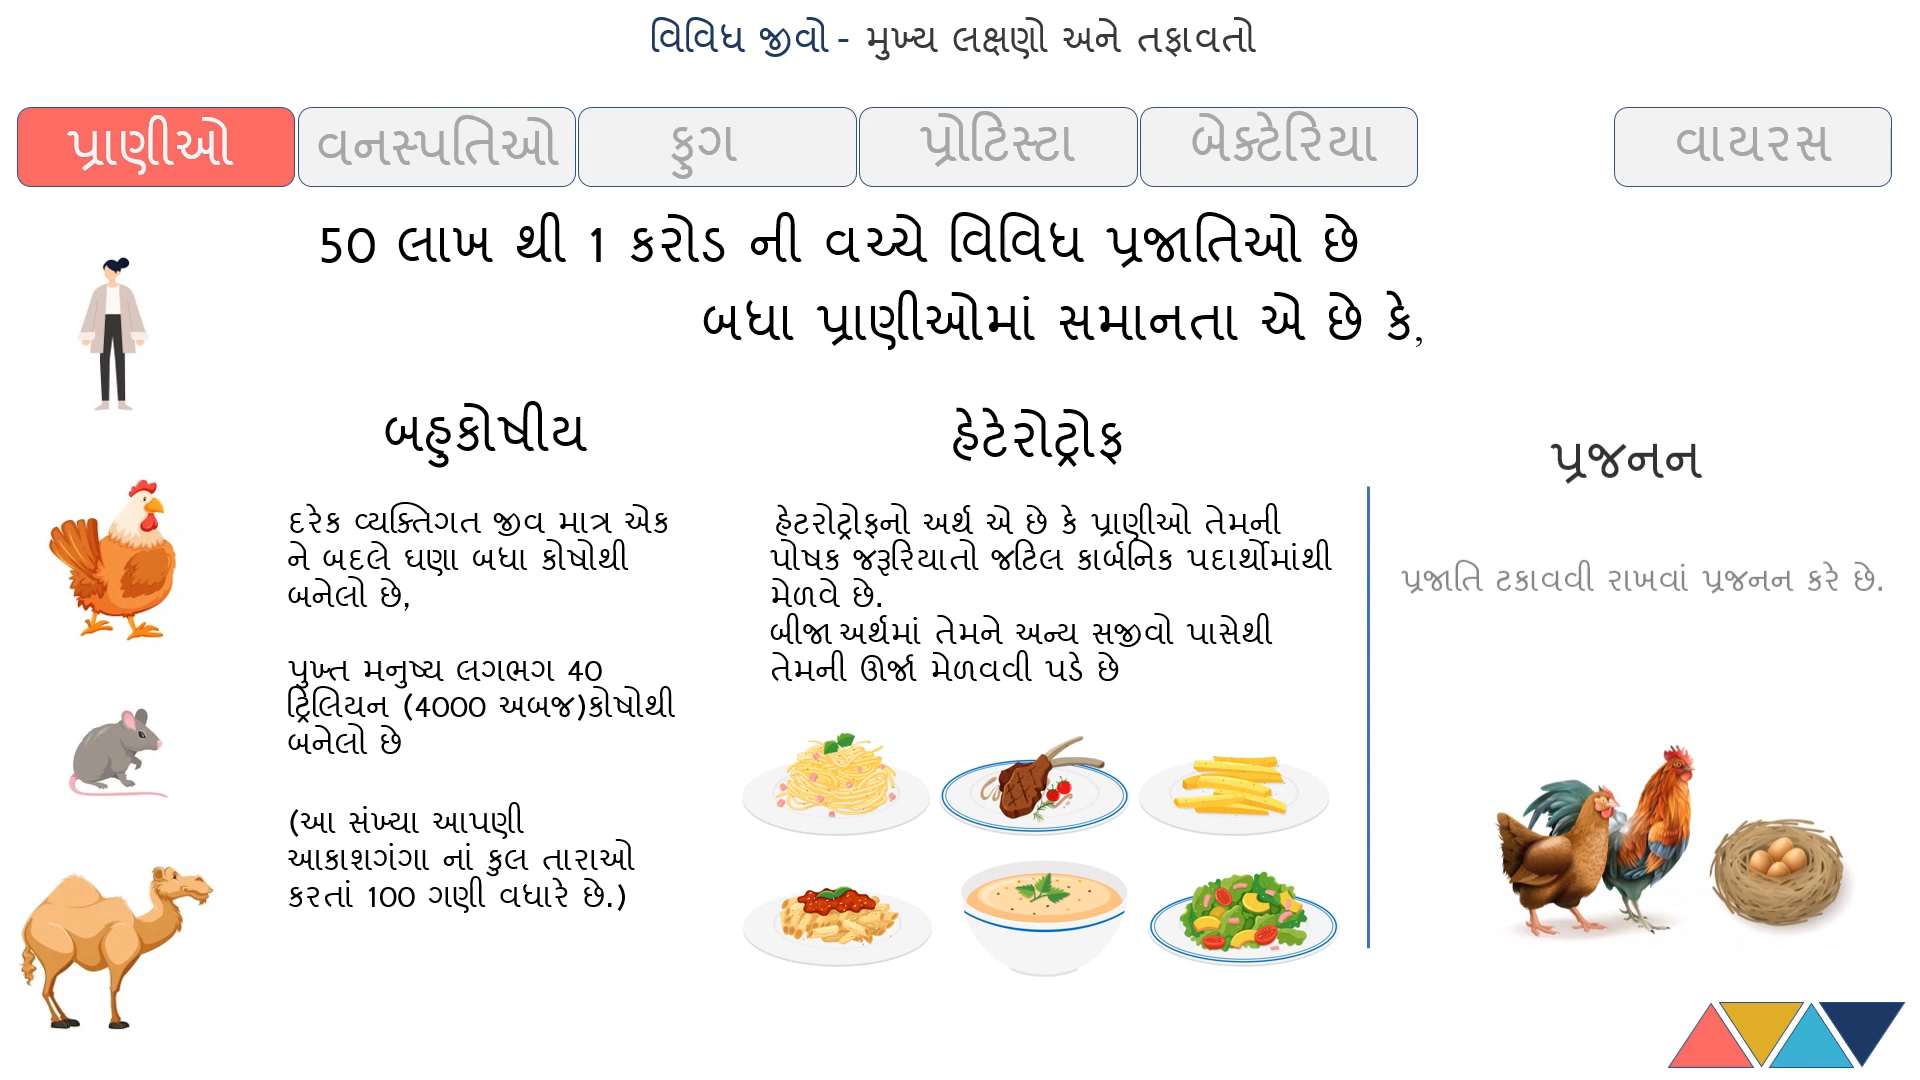 વિવિધ જીવો - મુખ્ય લક્ષણો અને તફાવતો
પ્રાણીઓ
વનસ્પતિઓ
ફુગ
પ્રોટિસ્ટા
બેક્ટેરિયા
વાયરસ
50 લાખ થી 1 કરોડ ની વચ્ચે વિવિધ પ્રજાતિઓ છે
બધા પ્રાણીઓમાં સમાનતા એ છે કે,
બહુકોષીય
દરેક વ્યક્તિગત જીવ માત્ર એક
ને બદલે ઘણા બધા કોષોથી
બનેલો છે,
પુખ્ત મનુષ્ય લગભગ 40
ટ્રિલિયન (4000 અબજ)કોષોથી
બનેલો છે
(આ સંખ્યા આપણી
આકાશગંગા નાં કુલ તારાઓ
કરતાં 100 ગણી વધારે છે.)
હેટેરોટ્રોફ
હેટરોટ્રોફનો અર્થ એ છે કે પ્રાણીઓ તેમની
પોષક જરૂરિયાતો જટિલ કાર્બનિક પદાર્થોમાંથી
મેળવે છે.
બીજા અર્થમાં તેમને અન્ય સજીવો પાસેથી
તેમની ઊર્જા મેળવવી પડે છે
પ્રજનન
પ્રજાતિ ટકાવવી રાખવાં પ્રજનન કરે છે.